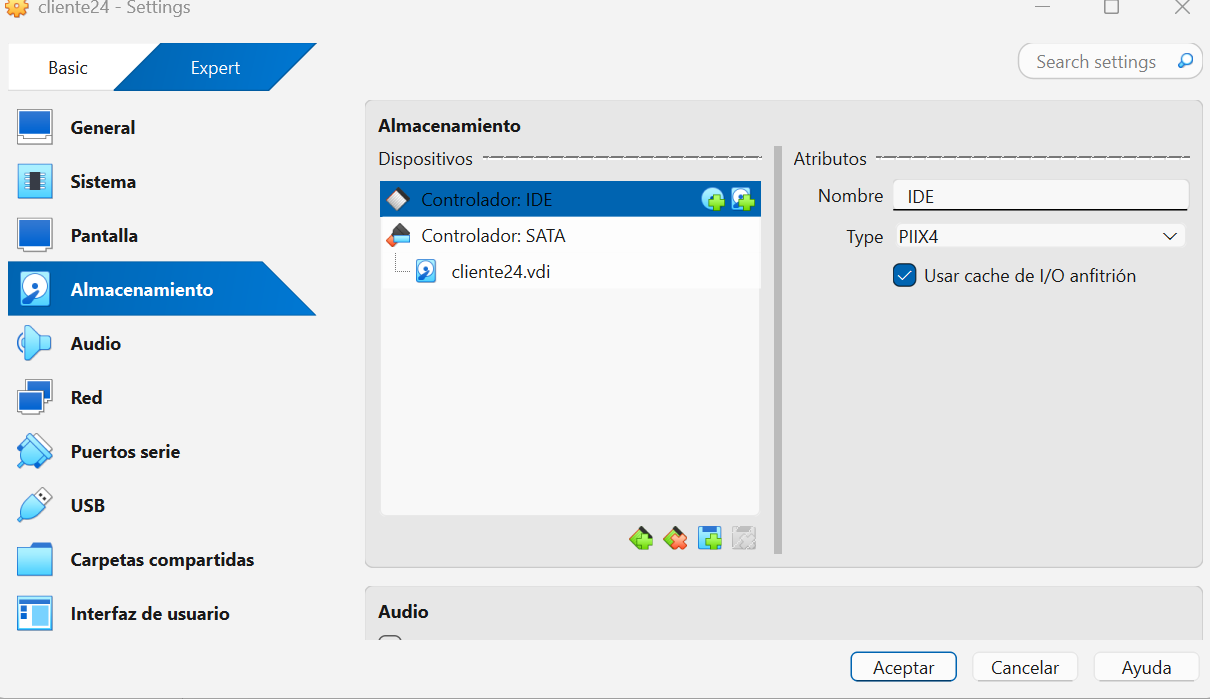 cliente24 - Settings
Basic
Expert
Search settings
General
Sistema
Pantalla
Almacenamiento
Audio
Red
Puertos serie
USB
Carpetas compartidas
Interfaz de usuario
Almacenamiento
Dispositivos
Controlador: IDE
Controlador: SATA
cliente24.vdi
Atributos
Nombre IDE
Type PIIX4
Usar cache de I/O anfitrión
Audio
Aceptar
Cancelar
Ayuda